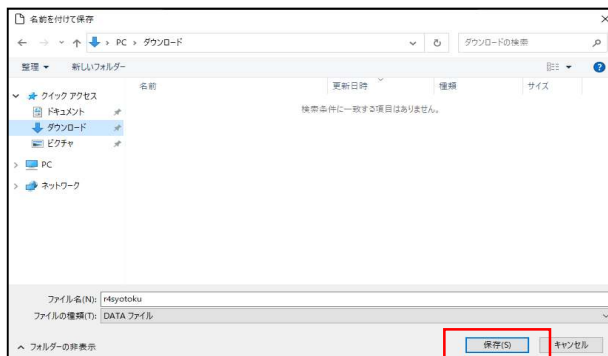 名前を付けて保存
PC › ダウンロード
ダウンロードの検索
整理 新しいフォルダー
名前 更新日時 種類 サイズ
クイック アクセス
検索条件に一致する項目はありません。
ドキュメント
ダウンロード
ピクチャ
PC
ネットワーク
ファイル名(N): r4syotoku
ファイルの種類(T): DATA ファイル
フォルダーの非表示
保存(S) キャンセル